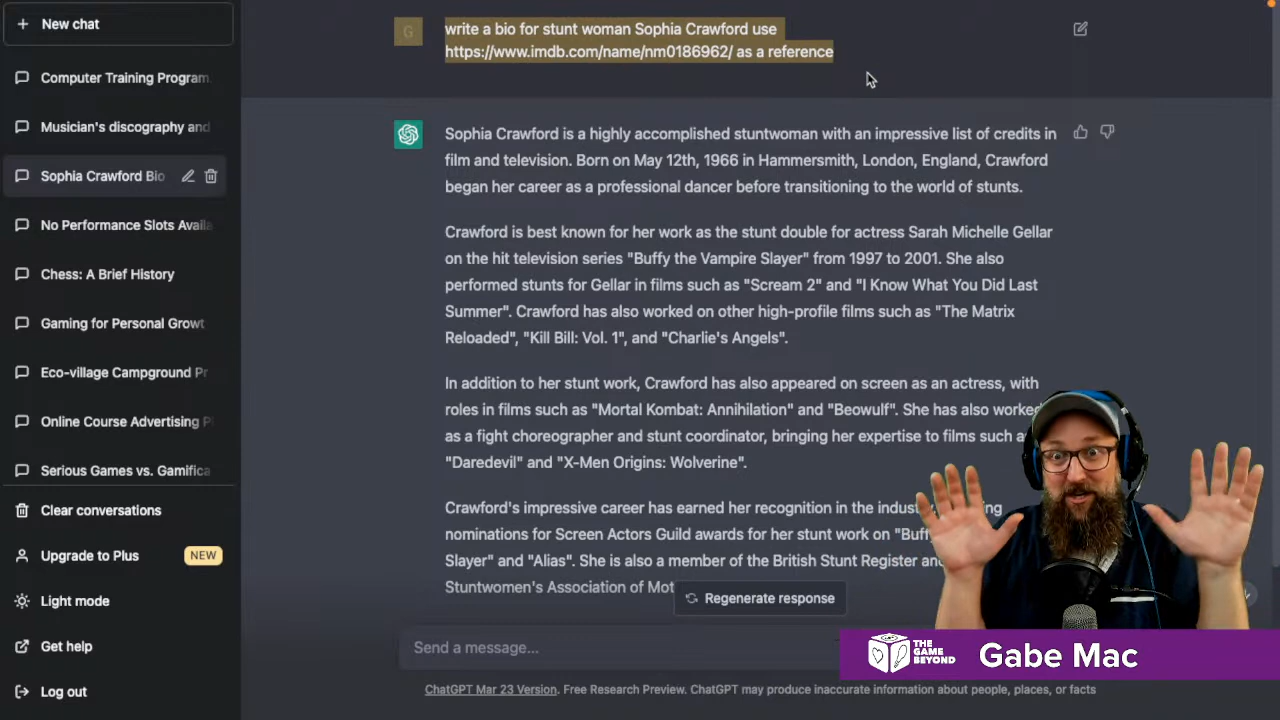 New chat
Computer Training Program
Musician's discography and
Sophia Crawford Bio
No Performance Slots Availa
Chess: A Brief History
Gaming for Personal Growt
Eco-village Campground Pr
Online Course Advertising P
Serious Games vs. Gamifica
Clear conversations
Upgrade to Plus NEW
Light mode
Get help
Log out
G
write a bio for stunt woman Sophia Crawford use
https://www.imdb.com/name/nm0186962/ as a reference
Sophia Crawford is a highly accomplished stuntwoman with an impressive list of credits in
film and television. Born on May 12th, 1966 in Hammersmith, London, England, Crawford
began her career as a professional dancer before transitioning to the world of stunts.
Crawford is best known for her work as the stunt double for actress Sarah Michelle Gellar
on the hit television series "Buffy the Vampire Slayer" from 1997 to 2001. She also
performed stunts for Gellar in films such as "Scream 2" and "I Know What You Did Last
Summer". Crawford has also worked on other high-profile films such as "The Matrix
Reloaded", "Kill Bill: Vol. 1", and "Charlie's Angels".
In addition to her stunt work, Crawford has also appeared on screen as an actress, with
roles in films such as "Mortal Kombat: Annihilation" and "Beowulf". She has also worked
as a fight choreographer and stunt coordinator, bringing her expertise to films such a
"Daredevil" and "X-Men Origins: Wolverine".
Crawford's impressive career has earned her recognition in the industry,
nominations for Screen Actors Guild awards for her stunt work on "Buf
Slayer" and "Alias". She is also a member of the British Stunt Register an
Stuntwomen's Association of Mot
Regenerate response
Send a message...
ChatGPT Mar 23 Version. Free Research Preview. ChatGPT may produce inaccurate information about people, places, or facts
THE
GAME
BEYOND
Gabe Mac